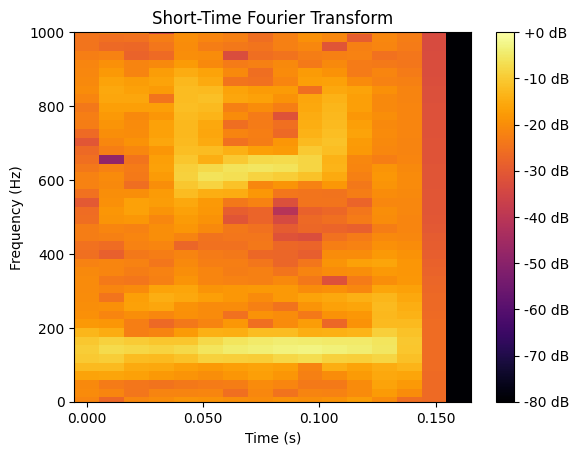 Short-Time Fourier Transform
1000
800
600
400
200
0
Frequency (Hz)
0.000
0.050
0.100
0.150
Time (s)
+0 dB
-10 dB
-20 dB
-30 dB
-40 dB
-50 dB
-60 dB
-70 dB
-80 dB